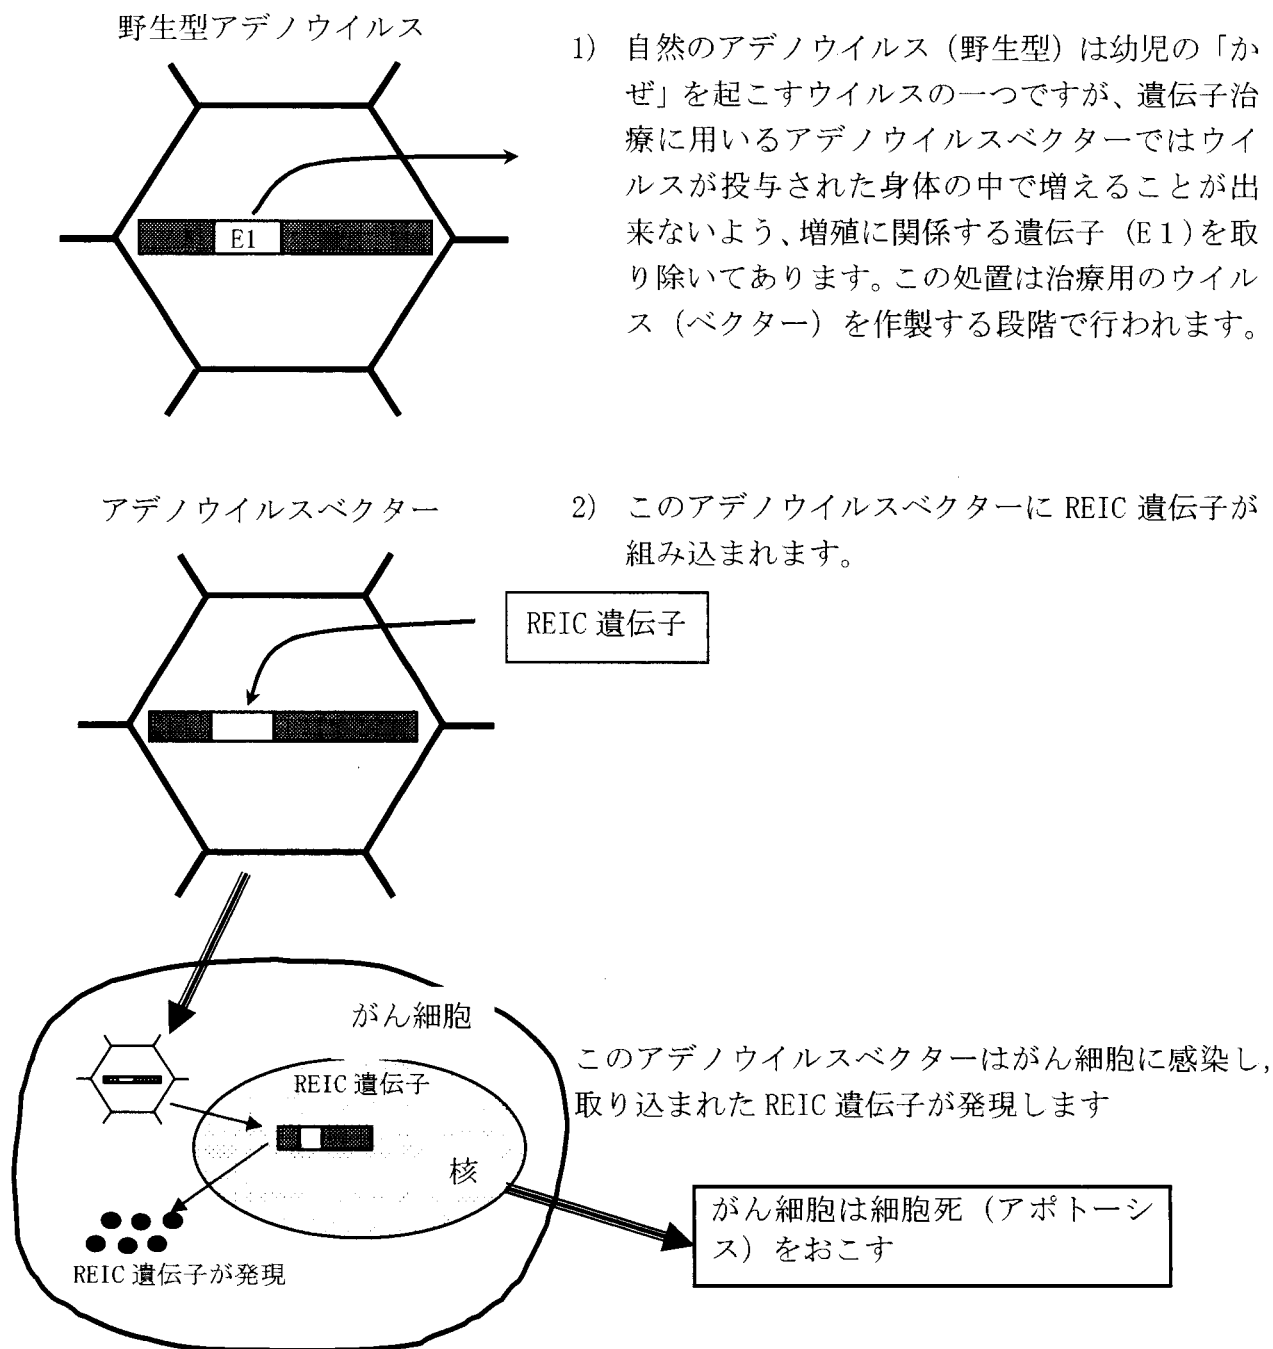 野生型アデノウイルス
1) 自然のアデノウイルス（野生型）は幼児の「か
ぜ」を起こすウイルスの一つですが、遺伝子治
療に用いるアデノウイルスベクターではウイ
ルスが投与された身体の中で増えることが出
来ないよう、増殖に関係する遺伝子（E１）を取
り除いてあります。この処置は治療用のウイル
ス（ベクター）を作製する段階で行われます。
E1
アデノウイルスベクター
2) このアデノウイルスベクターに REIC 遺伝子が
組み込まれます。
REIC 遺伝子
がん細胞
REIC 遺伝子
核
REIC 遺伝子が発現
このアデノウイルスベクターはがん細胞に感染し,
取り込まれた REIC 遺伝子が発現します
がん細胞は細胞死（アポトーシ
ス）をおこす